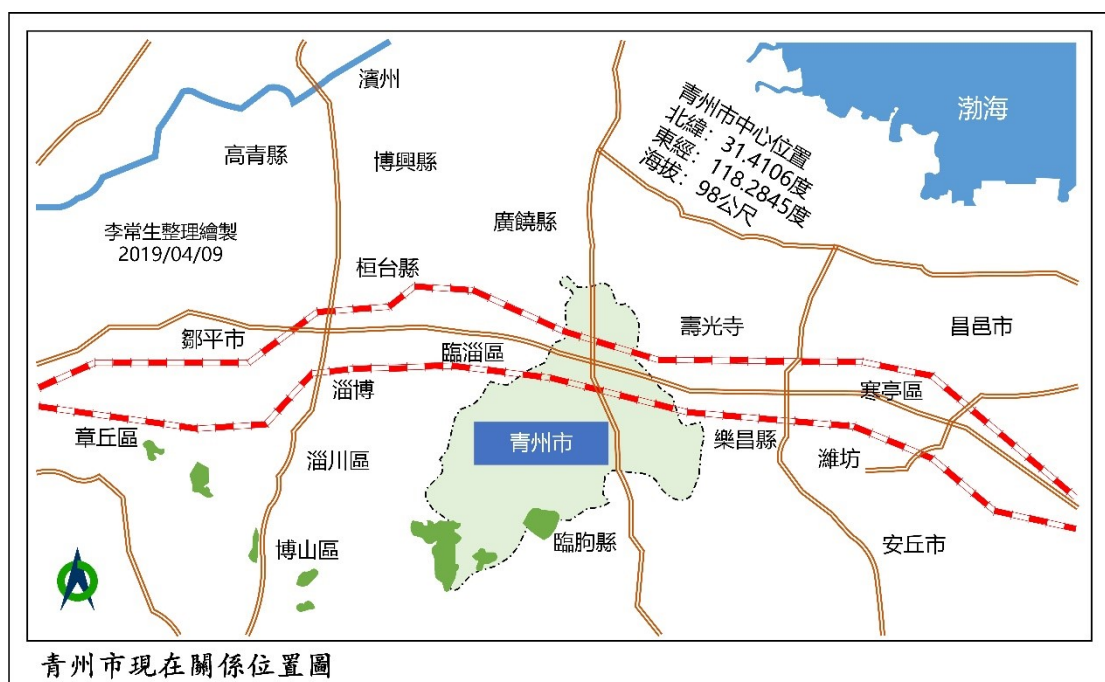 濱州
渤海
青州市中心位置
北緯：31.4106度
東經：118.2845度
海拔：98公尺
高青縣
博興縣
廣饒縣
李常生整理繪製
2019/04/09
桓台縣
壽光寺
昌邑市
鄒平市
臨淄區
淄博
寒亭區
章丘區
青州市
樂昌縣
淄川區
濰坊
博山區
臨朐縣
安丘市
青州市現在關係位置圖